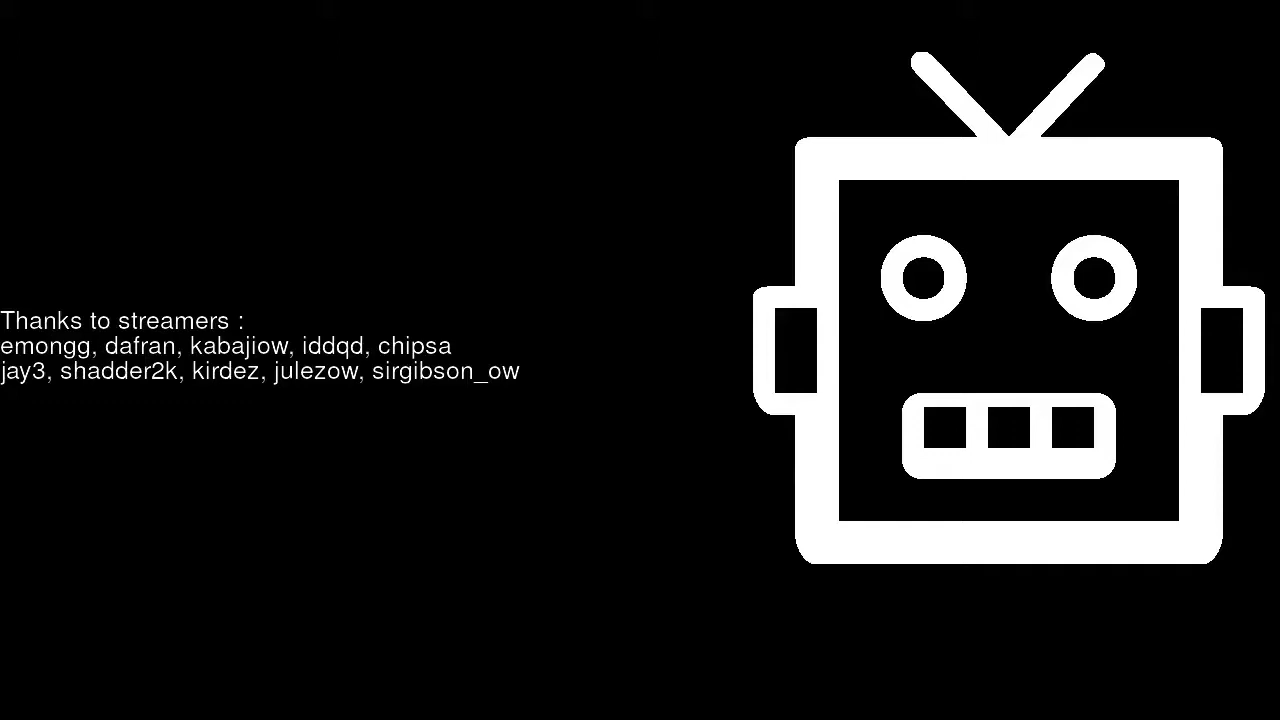 Thanks to streamers :
emongg, dafran, kabajiow, iddqd, chipsa
jay3, shadder2k, kirdez, julezow, sirgibson_ow